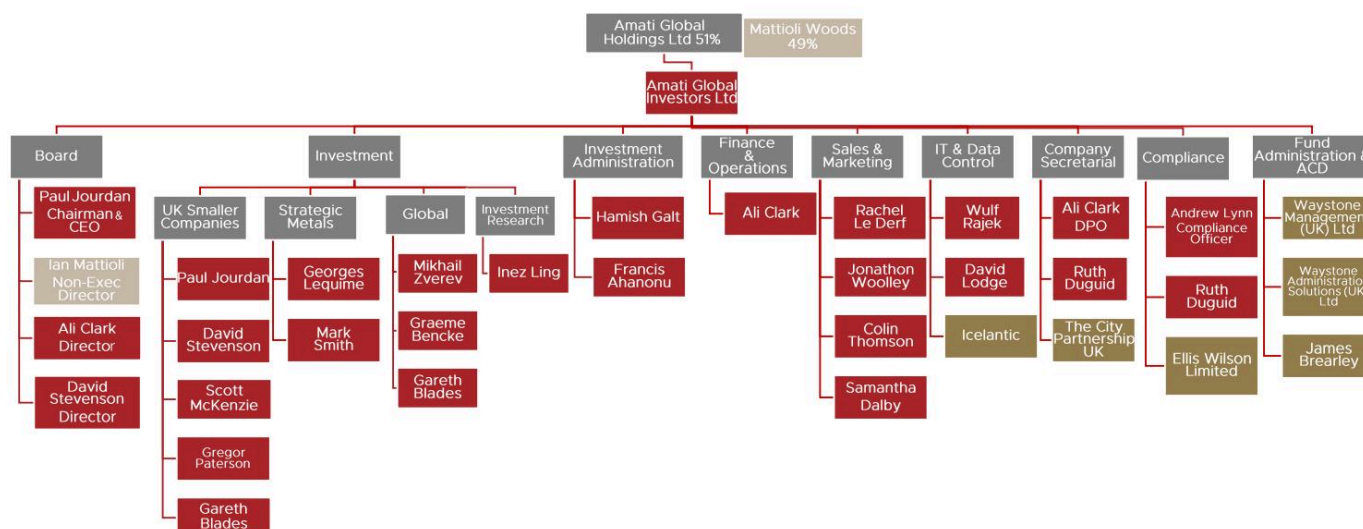 Amati Global
Holdings Ltd 51%
Mattioli Woods
49%
Amati Global
Investors Ltd
Board
Investment
Investment
Administration
Finance
&
Operations
Sales &
Marketing
IT & Data
Control
Company
Secretarial
Compliance
Fund
Administration &
ACD
Paul Jourdan
Chairman &
CEO
Ian Mattioli
Non-Exec
Director
Ali Clark
Director
David
Stevenson
Director
UK Smaller
Companies
Paul Jourdan
David
Stevenson
Scott
McKenzie
Gregor
Paterson
Gareth
Blades
Strategic
Metals
Georges
Lequime
Mark
Smith
Global
Mikhail
Zverev
Graeme
Bencke
Gareth
Blades
Investment
Research
Inez Ling
Hamish Galt
Francis
Ahanonu
Ali Clark
Rachel
Le Derf
Jonathon
Woolley
Colin
Thomson
Samantha
Dalby
Wulf
Rajek
David
Lodge
Icelantic
Ali Clark
DPO
Ruth
Duguid
The City
Partnership
UK
Andrew Lynn
Compliance
Officer
Ruth
Duguid
Ellis Wilson
Limited
Waystone
Management
(UK) Ltd
Waystone
Administration
Solutions (UK)
Ltd
James
Brearley